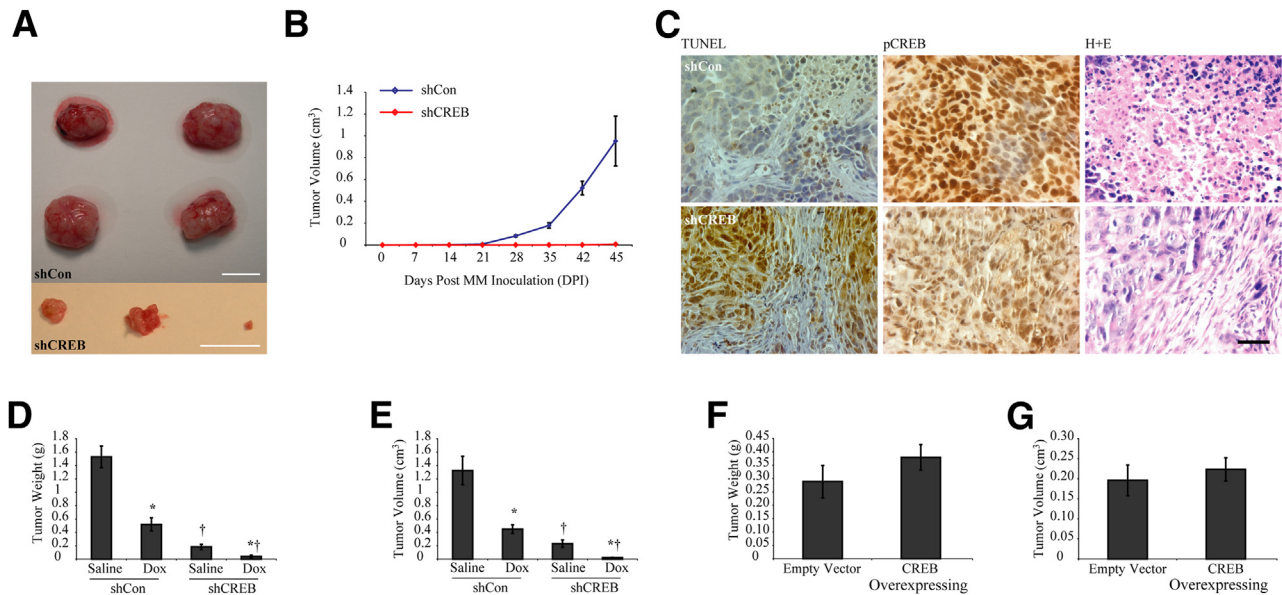 A
shCon
shCREB
B
shCon
shCREB
Tumor Volume (cm³)
1.4
1.2
1
0.8
0.6
0.4
0.2
0
0 7 14 21 28 35 42 45
Days Post MM Inoculation (DPI)
C
TUNEL pCREB H+E
shCon
shCREB
D
Tumor Weight (g)
1.8
1.6
1.4
1.2
1
0.8
0.6
0.4
0.2
0
* † *†
Saline Dox Saline Dox
shCon shCREB
E
Tumor Volume (cm³)
1.8
1.6
1.4
1.2
1
0.8
0.6
0.4
0.2
0
* † *†
Saline Dox Saline Dox
shCon shCREB
F
Tumor Weight (g)
0.45
0.40
0.35
0.30
0.25
0.20
0.15
0.10
0.05
0
Empty Vector CREB
Overexpressing
G
Tumor Volume (cm³)
0.30
0.25
0.20
0.15
0.10
0.05
0
Empty Vector CREB
Overexpressing